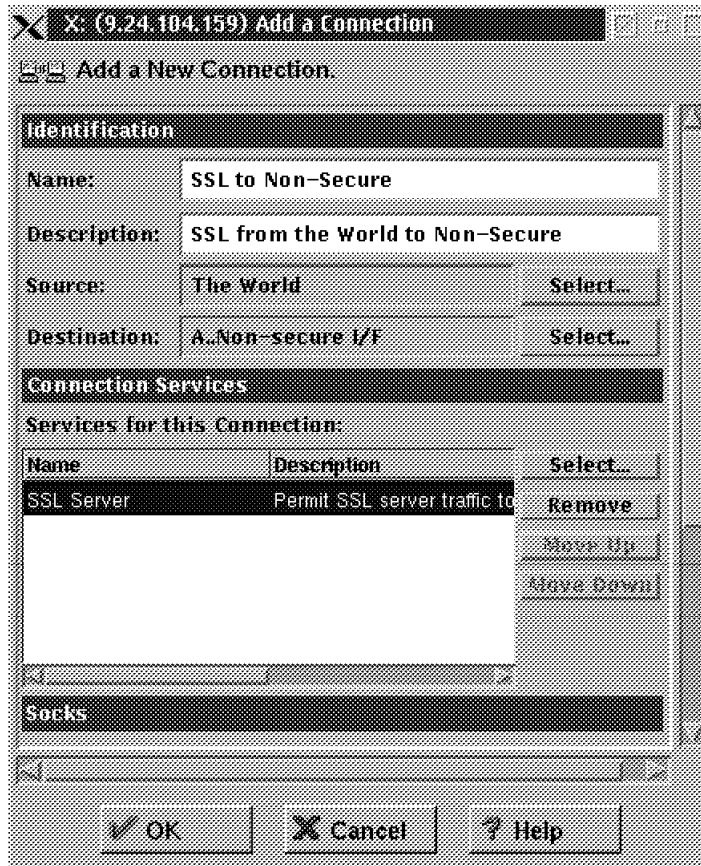 X: (9.24.104.159) Add a Connection
Add a New Connection.
Identification
Name: SSL to Non-Secure
Description: SSL from the World to Non-Secure
Source: The World Select...
Destination: A..Non-secure I/F Select...
Connection Services
Services for this Connection:
Name Description Select...
SSL Server Permit SSL server traffic to Remove
Move Up
Move Down
Socks
OK Cancel Help